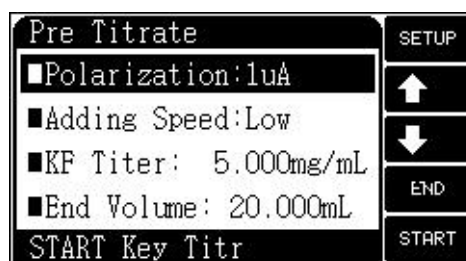 Pre Titrate
Polarization:1uA
Adding Speed:Low
KF Titer: 5.000mg/mL
End Volume: 20.000mL
START Key Titr
SETUP
END
START